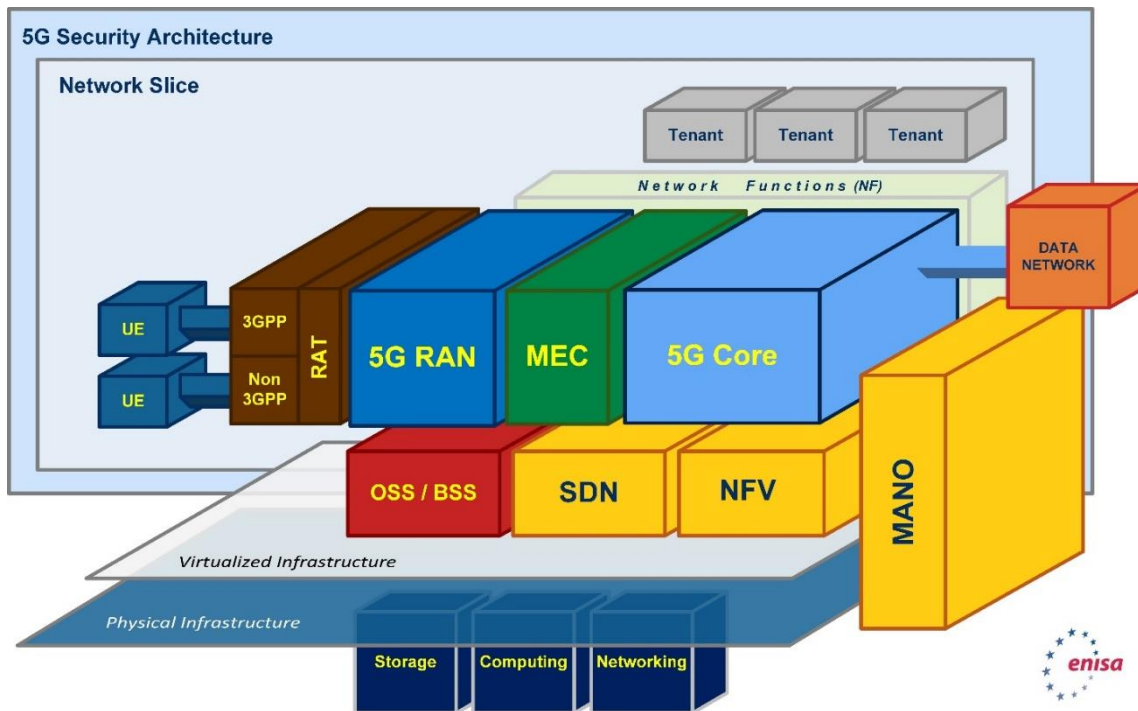 5G Security Architecture
Network Slice
Tenant
Tenant
Tenant
Network Functions (NF)
DATA
NETWORK
UE
UE
3GPP
Non
3GPP
RAT
5G RAN
MEC
5G Core
OSS / BSS
SDN
NFV
MANO
Virtualized Infrastructure
Physical Infrastructure
Storage
Computing
Networking
enisa